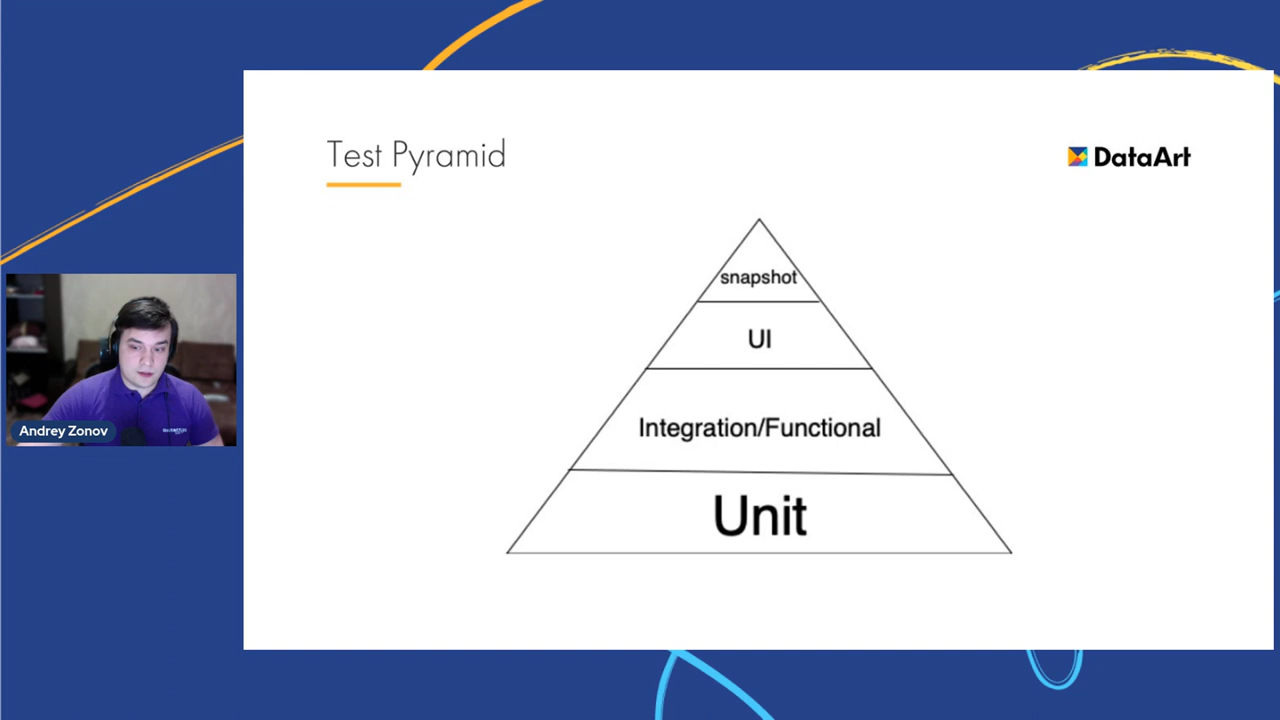 Test Pyramid
DataArt
snapshot
UI
Integration/Functional
Unit
Andrey Zonov